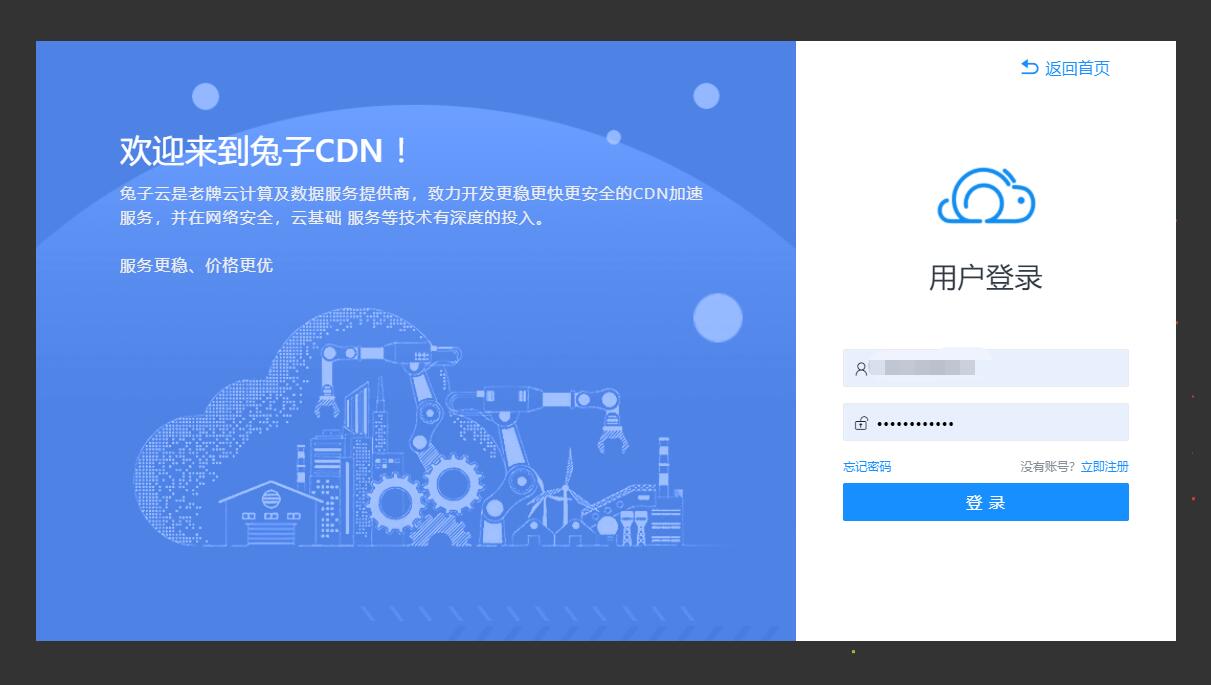 返回首页
欢迎来到兔子CDN！
兔子云是老牌云计算及数据服务提供商，致力开发更稳更快更安全的CDN加速
服务，并在网络安全，云基础 服务等技术有深度的投入。
服务更稳、价格更优
用户登录
••••••••••••
忘记密码
没有账号？立即注册
登 录